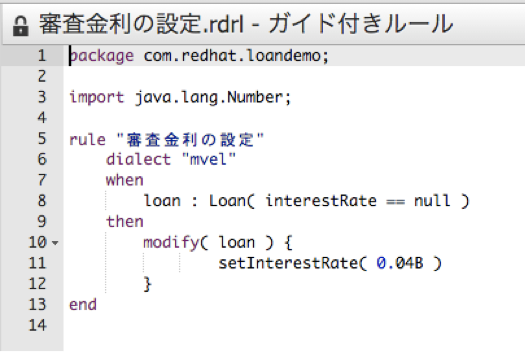 審査金利の設定.rdrl - ガイド付きルール
1 package com.redhat.loandemo;
2
3 import java.lang.Number;
4
5 rule "審査金利の設定"
6 dialect "mvel"
7 when
8 loan : Loan( interestRate == null )
9 then
10 modify( loan ) {
11 setInterestRate( 0.04B )
12 }
13 end
14